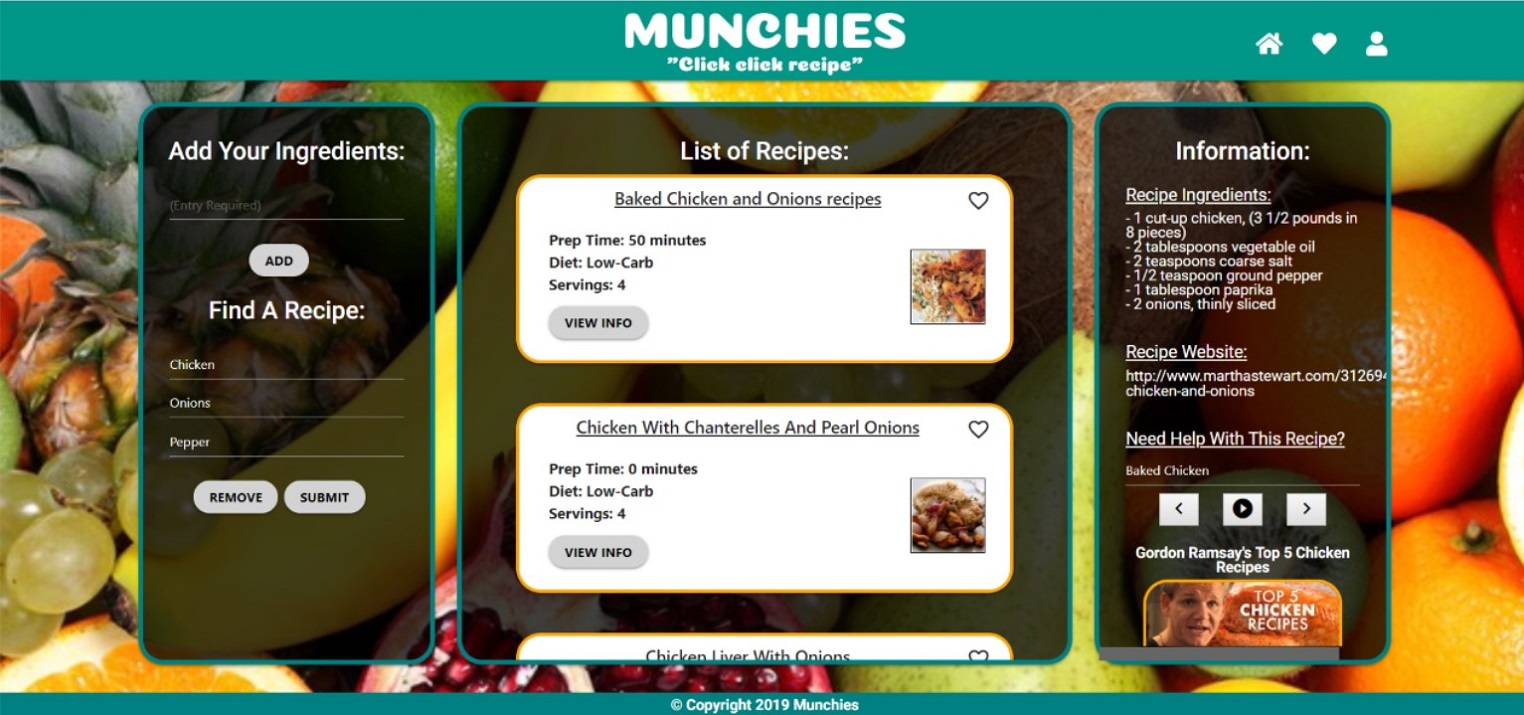 MUNCHIES
”Click click recipe”
Add Your Ingredients:
(Entry Required)
ADD
Find A Recipe:
Chicken
Onions
Pepper
REMOVE SUBMIT
List of Recipes:
Baked Chicken and Onions recipes
Prep Time: 50 minutes
Diet: Low-Carb
Servings: 4
VIEW INFO
Chicken With Chanterelles And Pearl Onions
Prep Time: 0 minutes
Diet: Low-Carb
Servings: 4
VIEW INFO
Chicken Liver With Onions
Information:
Recipe Ingredients:
- 1 cut-up chicken, (3 1/2 pounds in
8 pieces)
- 2 tablespoons vegetable oil
- 2 teaspoons coarse salt
- 1/2 teaspoon ground pepper
- 1 tablespoon paprika
- 2 onions, thinly sliced
Recipe Website:
http://www.marthastewart.com/312694
chicken-and-onions
Need Help With This Recipe?
Baked Chicken
Gordon Ramsay's Top 5 Chicken
Recipes
TOP 5
CHICKEN
RECIPES
© Copyright 2019 Munchies